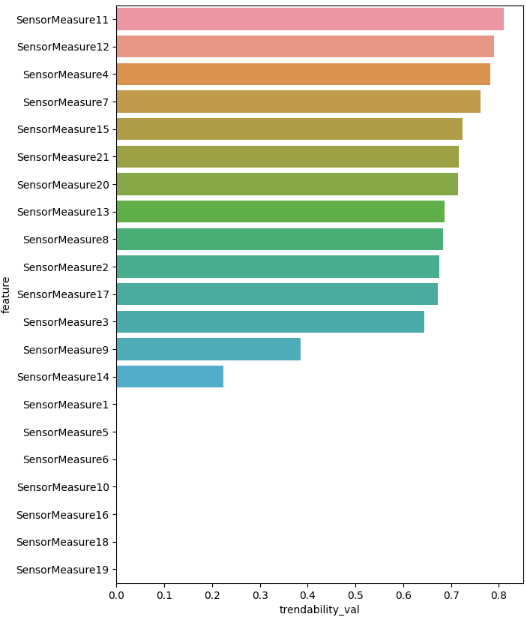 SensorMeasure11
SensorMeasure12
SensorMeasure4
SensorMeasure7
SensorMeasure15
SensorMeasure21
SensorMeasure20
SensorMeasure13
SensorMeasure8
SensorMeasure2
SensorMeasure17
SensorMeasure3
SensorMeasure9
SensorMeasure14
SensorMeasure1
SensorMeasure5
SensorMeasure6
SensorMeasure10
SensorMeasure16
SensorMeasure18
SensorMeasure19
feature
0.0 0.1 0.2 0.3 0.4 0.5 0.6 0.7 0.8
trendability_val